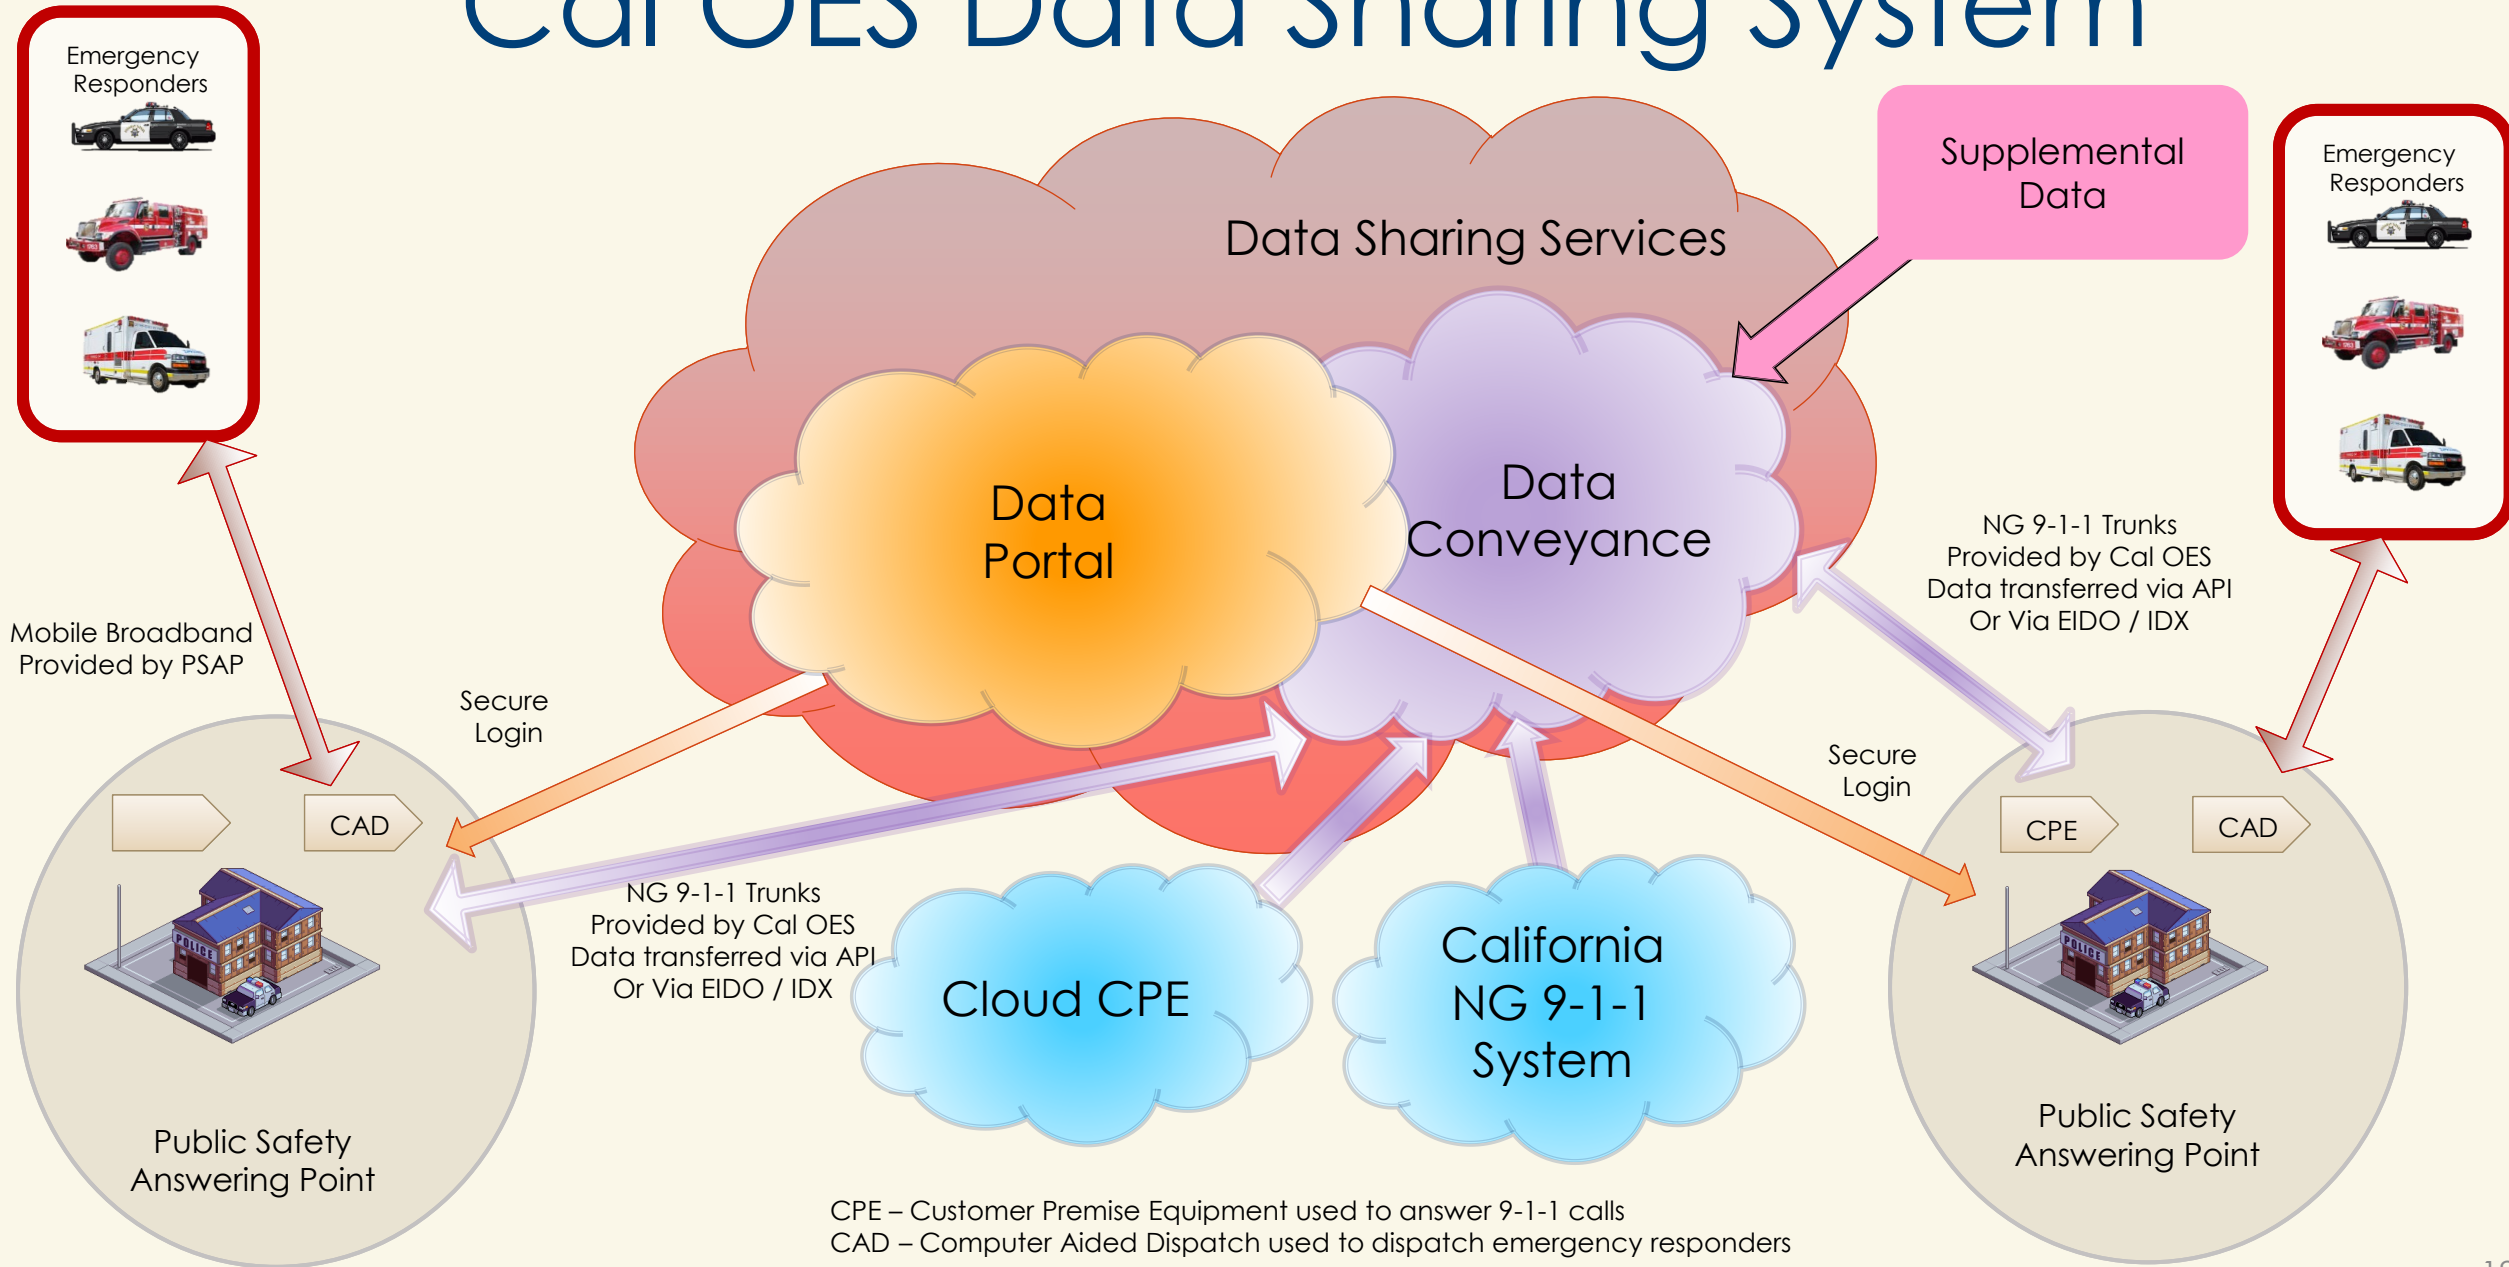 Cal OES Data Sharing System
Emergency
Responders
Supplemental
Data
Emergency
Responders
Data Sharing Services
Data
Portal
Data
Conveyance
NG 9-1-1 Trunks
Provided by Cal OES
Data transferred via API
Or Via EIDO / IDX
Mobile Broadband
Provided by PSAP
Secure
Login
Secure
Login
CAD
CPE
CAD
POLICE
POLICE
NG 9-1-1 Trunks
Provided by Cal OES
Data transferred via API
Or Via EIDO / IDX
Cloud CPE
California
NG 9-1-1
System
Public Safety
Answering Point
Public Safety
Answering Point
CPE – Customer Premise Equipment used to answer 9-1-1 calls
CAD – Computer Aided Dispatch used to dispatch emergency responders